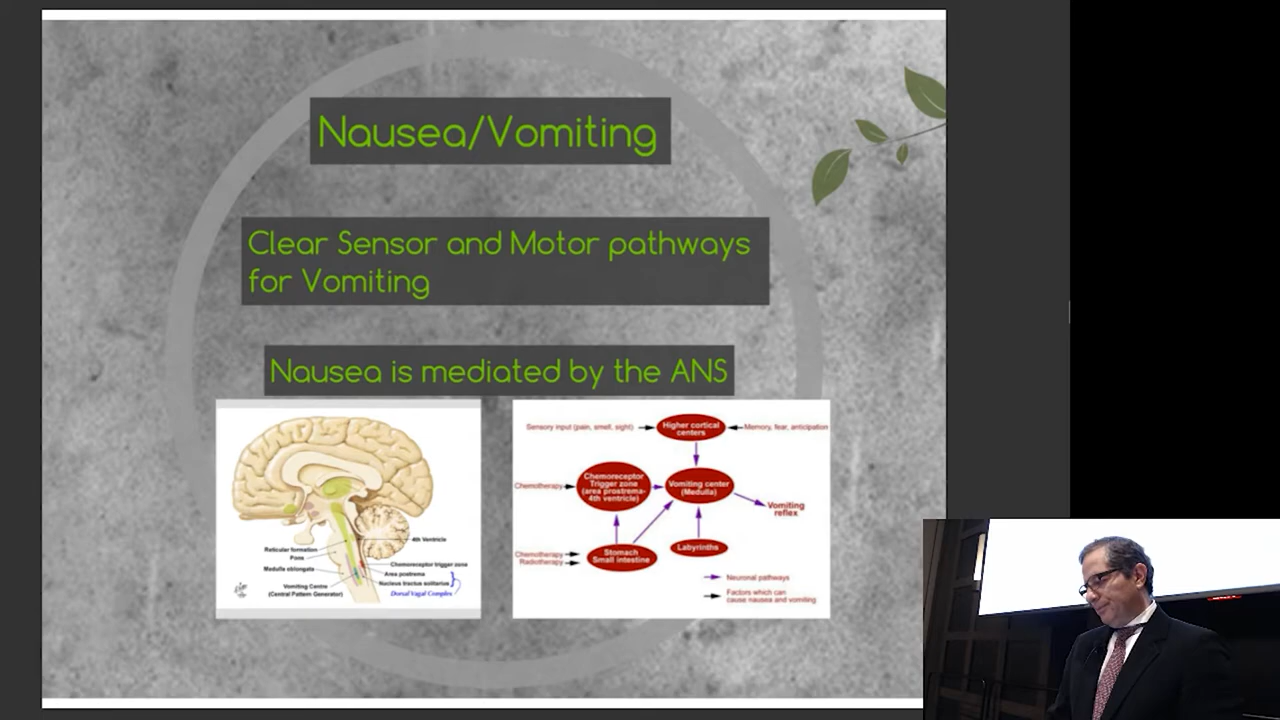 Nausea/Vomiting
Clear Sensor and Motor pathways
for Vomiting
Nausea is mediated by the ANS
Reticular formation
Pons
Medulla oblongata
Vomiting Centre
(Central Pattern Generator)
4th Ventricle
Chemoreceptor trigger zone
Area postrema
Nucleus tractus solitarius
Dorsal Vagal Complex
Sensory input (pain, smell, sight)
Higher cortical
centers
Memory, fear, anticipation
Chemotherapy
Chemoreceptor
Trigger zone
(area prostrema-
4th ventricle)
Vomiting center
(Medulla)
Vomiting
reflex
Chemotherapy
Radiotherapy
Stomach
Small intestine
Labyrinths
Neuronal pathways
Factors which can
cause nausea and vomiting